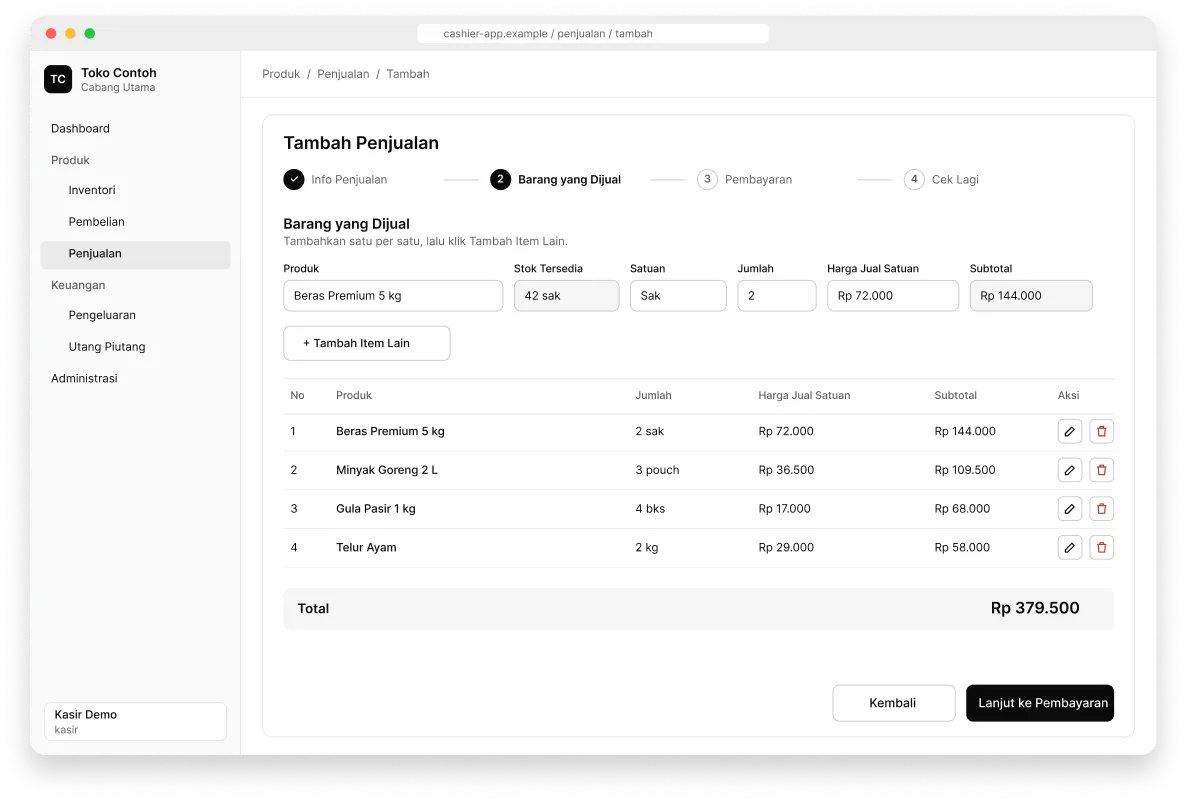 cashier-app.example / penjualan / tambah
TC
Toko Contoh
Cabang Utama
Dashboard
Produk
Inventori
Pembelian
Penjualan
Keuangan
Pengeluaran
Utang Piutang
Administrasi
Kasir Demo
kasir
Produk / Penjualan / Tambah
Tambah Penjualan
Info Penjualan
2 Barang yang Dijual
3 Pembayaran
4 Cek Lagi
Barang yang Dijual
Tambahkan satu per satu, lalu klik Tambah Item Lain.
Produk Stok Tersedia Satuan Jumlah Harga Jual Satuan Subtotal
Beras Premium 5 kg 42 sak Sak 2 Rp 72.000 Rp 144.000
+ Tambah Item Lain
No Produk Jumlah Harga Jual Satuan Subtotal Aksi
1 Beras Premium 5 kg 2 sak Rp 72.000 Rp 144.000
2 Minyak Goreng 2 L 3 pouch Rp 36.500 Rp 109.500
3 Gula Pasir 1 kg 4 bks Rp 17.000 Rp 68.000
4 Telur Ayam 2 kg Rp 29.000 Rp 58.000
Total Rp 379.500
Kembali
Lanjut ke Pembayaran